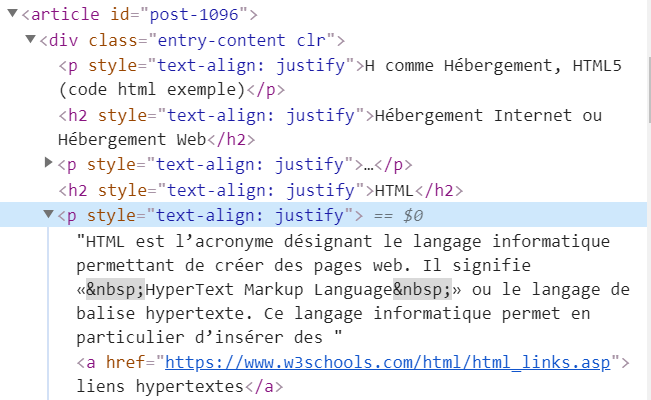 ▼<article id="post-1096">
▼<div class="entry-content clr">
<p style="text-align: justify">H comme Hébergement, HTML5
(code html exemple)</p>
<h2 style="text-align: justify">Hébergement Internet ou
Hébergement Web</h2>
▶<p style="text-align: justify">…</p>
<h2 style="text-align: justify">HTML</h2>
▼<p style="text-align: justify"> == $0
"HTML est l’acronyme désignant le langage informatique
permettant de créer des pages web. Il signifie
«&nbsp;HyperText Markup Language&nbsp;» ou le langage de
balise hypertexte. Ce langage informatique permet en
particulier d’insérer des "
<a href="https://www.w3schools.com/html/html_links.asp">
liens hypertextes</a>